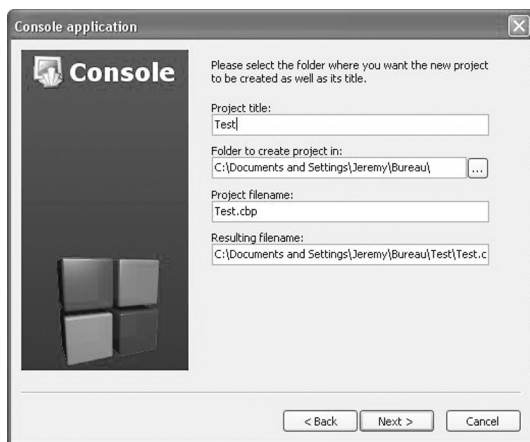 Console application
Console
Please select the folder where you want the new project
to be created as well as its title.
Project title:
Test
Folder to create project in:
C:\Documents and Settings\Jeremy\Bureau\
...
Project filename:
Test.cbp
Resulting filename:
C:\Documents and Settings\Jeremy\Bureau\Test\Test.c
< Back
Next >
Cancel